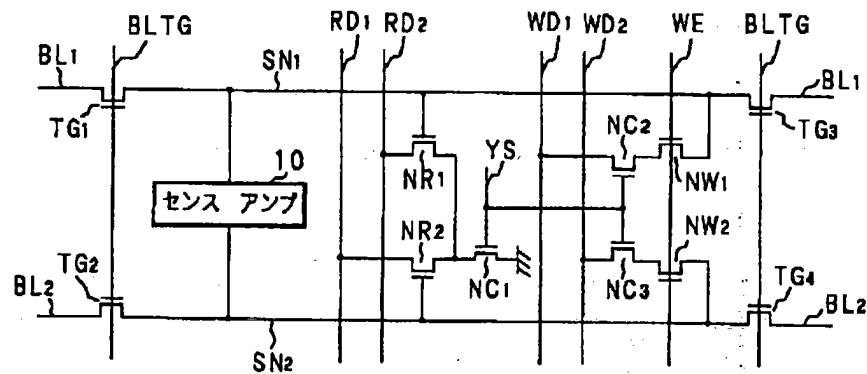 BLTG RD1 RD2 WD1 WD2 WE BLTG
BL1 SN1 BL1
TG1 NC2 TG3
10 YS
センス アンプ NR1 NW1
NR2 NW2
TG2 NC1 NC3 TG4
BL2 BL2
SN2